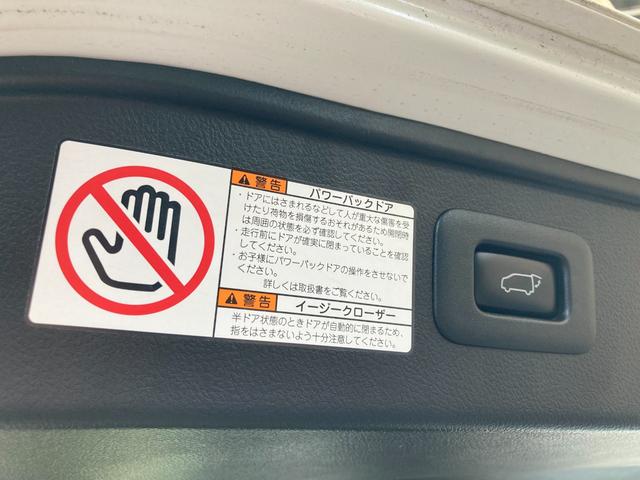 警告 パワーバックドア
・ドアにはさまれるなどして人が重大な傷害を受
けたり荷物を損傷するおそれがあるため開閉時
は周囲の状態を必ず確認してください。
・走行前にドアが確実に閉まっていることを確認
してください。
・お子様にパワーバックドアの操作をさせないで
ください。
詳しくは取扱書をご覧ください。
警告 イージークローザー
半ドア状態のときドアが自動的に閉まるため、
指をはさまないよう十分注意してください。